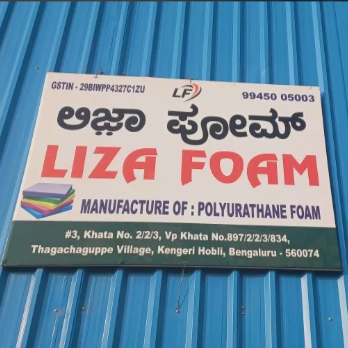 GSTIN - 29BIWPP4327C1ZU
LF
99450 05003
ಲಿಜ಼ಾ ಫೋಮ್
LIZA FOAM
MANUFACTURE OF : POLYURATHANE FOAM
#3, Khata No. 2/2/3, Vp Khata No.897/2/2/3/834,
Thagachaguppe Village, Kengeri Hobli, Bengaluru - 560074